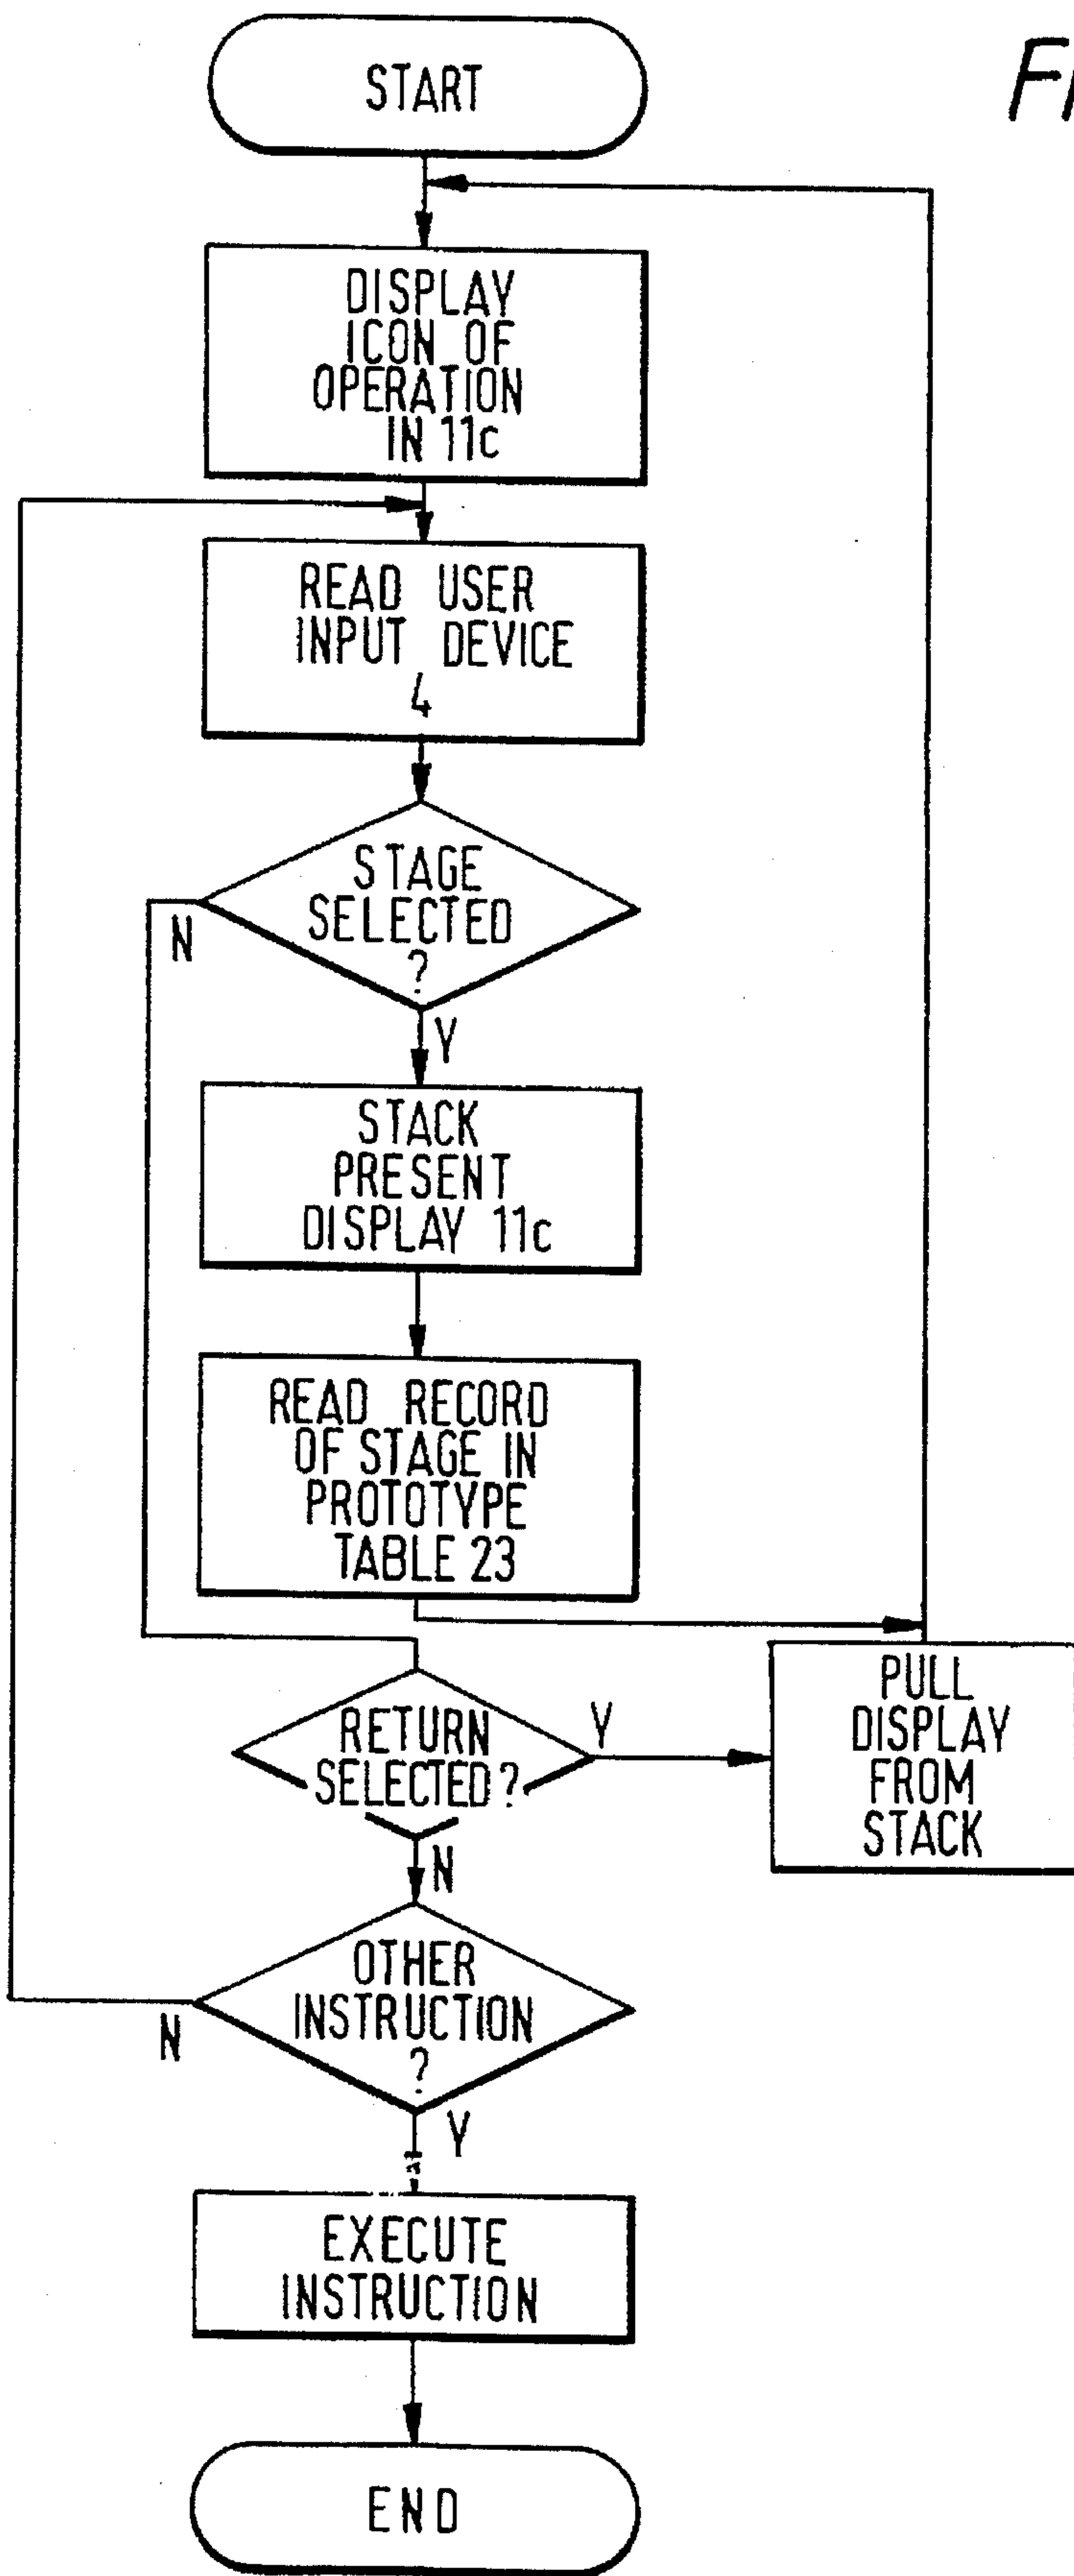 START
DISPLAY
ICON OF
OPERATION
IN 11c
READ USER
INPUT DEVICE
4
STAGE
SELECTED
?
N
Y
STACK
PRESENT
DISPLAY 11c
READ RECORD
OF STAGE IN
PROTOTYPE
TABLE 23
RETURN
SELECTED?
Y
PULL
DISPLAY
FROM
STACK
N
OTHER
INSTRUCTION
?
N
Y
EXECUTE
INSTRUCTION
END